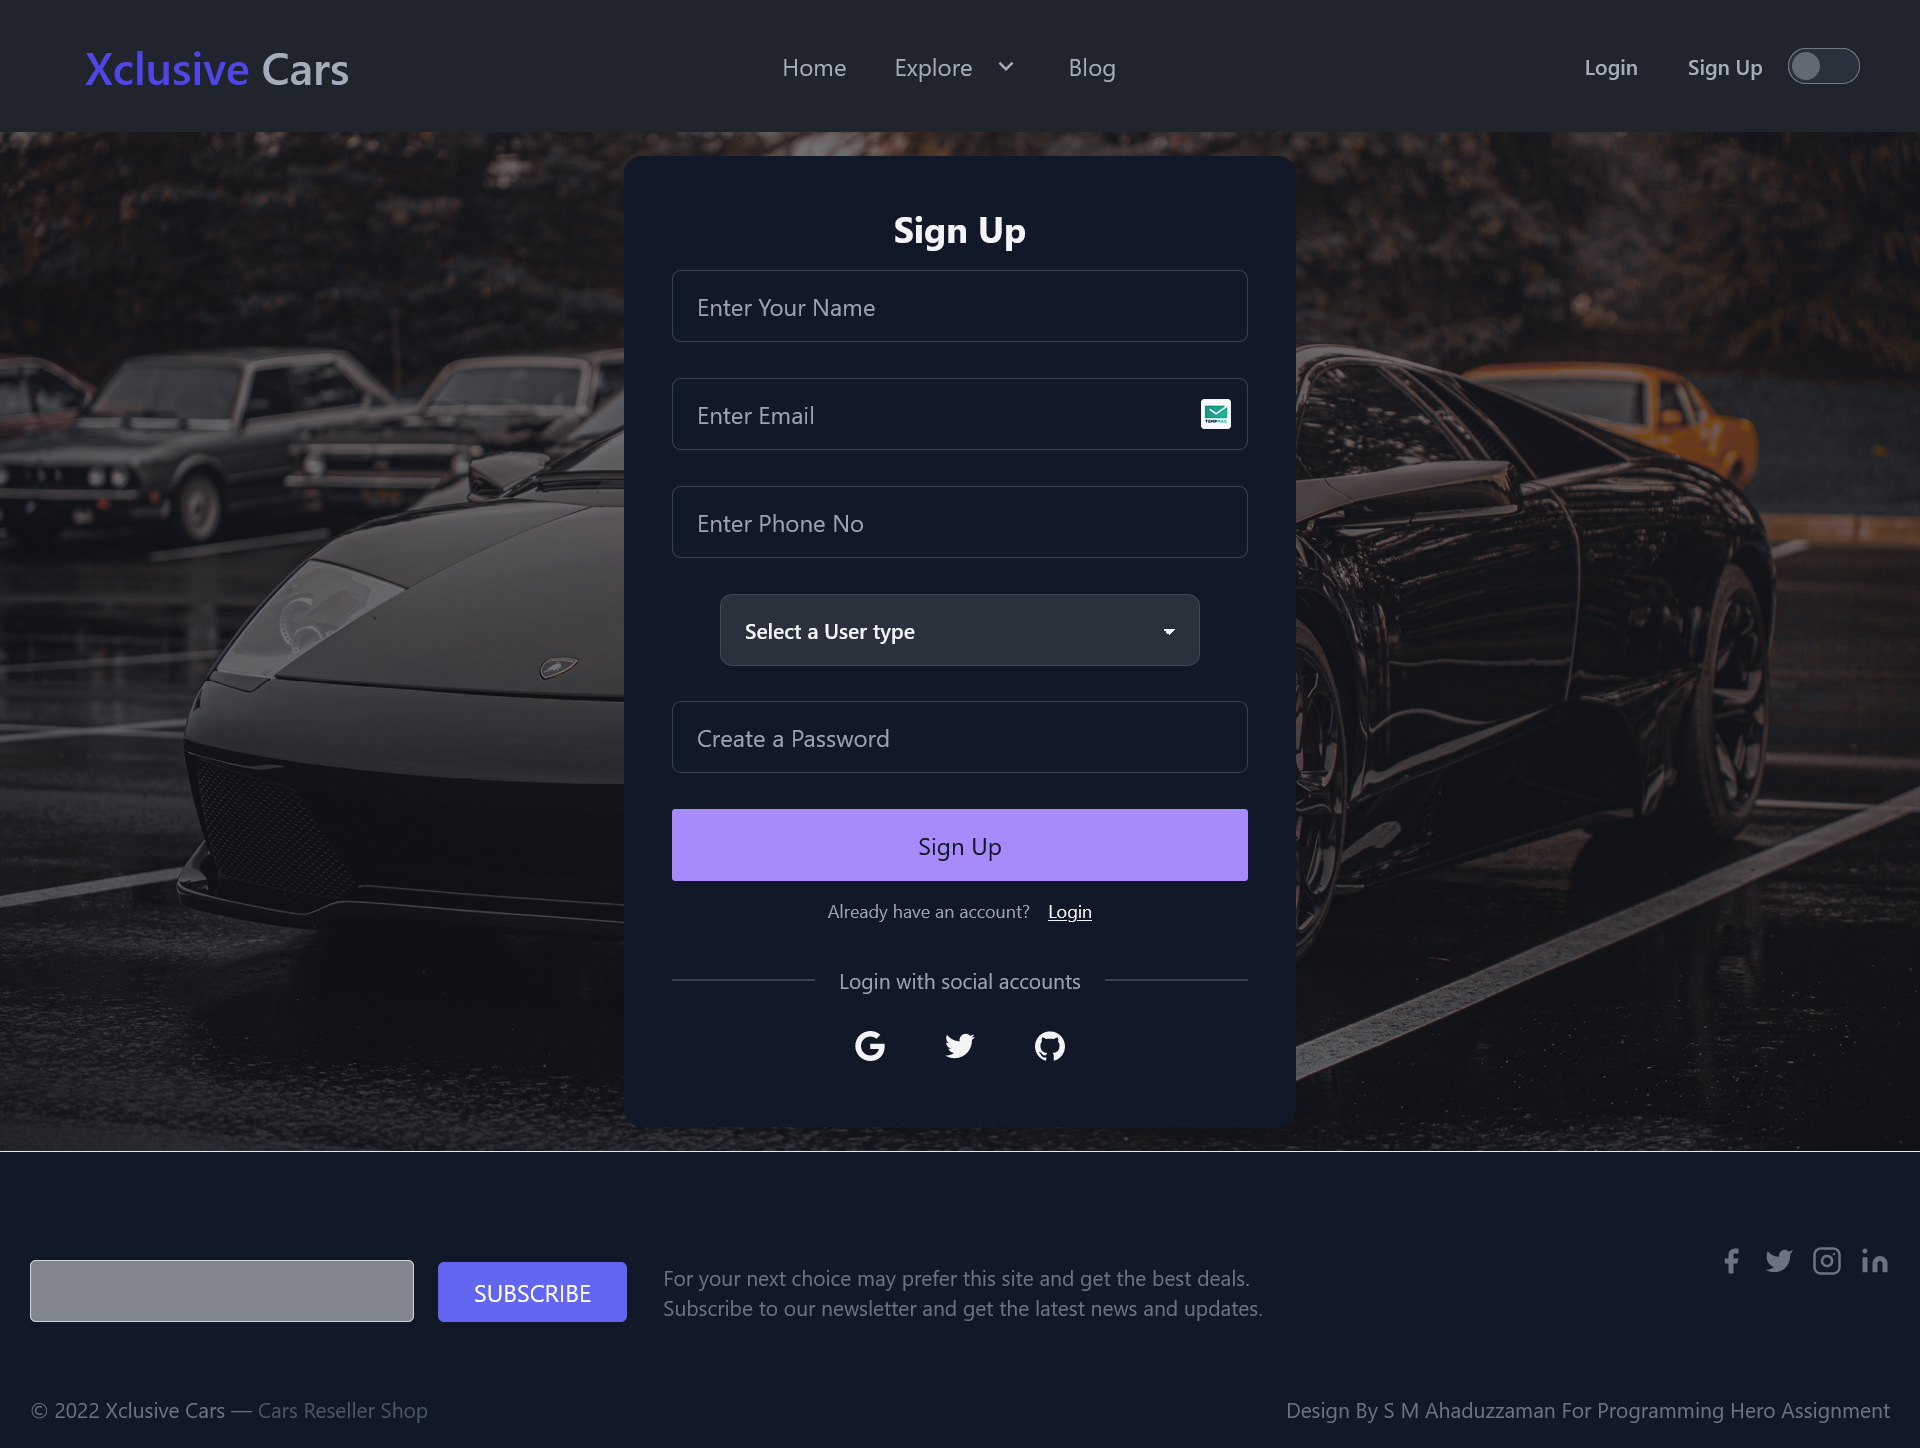 Xclusive Cars
Home
Explore
Blog
Login
Sign Up
Sign Up
Enter Your Name
Enter Email
TEMPMAIL
Enter Phone No
Select a User type
Create a Password
Sign Up
Already have an account? Login
Login with social accounts
SUBSCRIBE
For your next choice may prefer this site and get the best deals.
Subscribe to our newsletter and get the latest news and updates.
© 2022 Xclusive Cars — Cars Reseller Shop
Design By S M Ahaduzzaman For Programming Hero Assignment